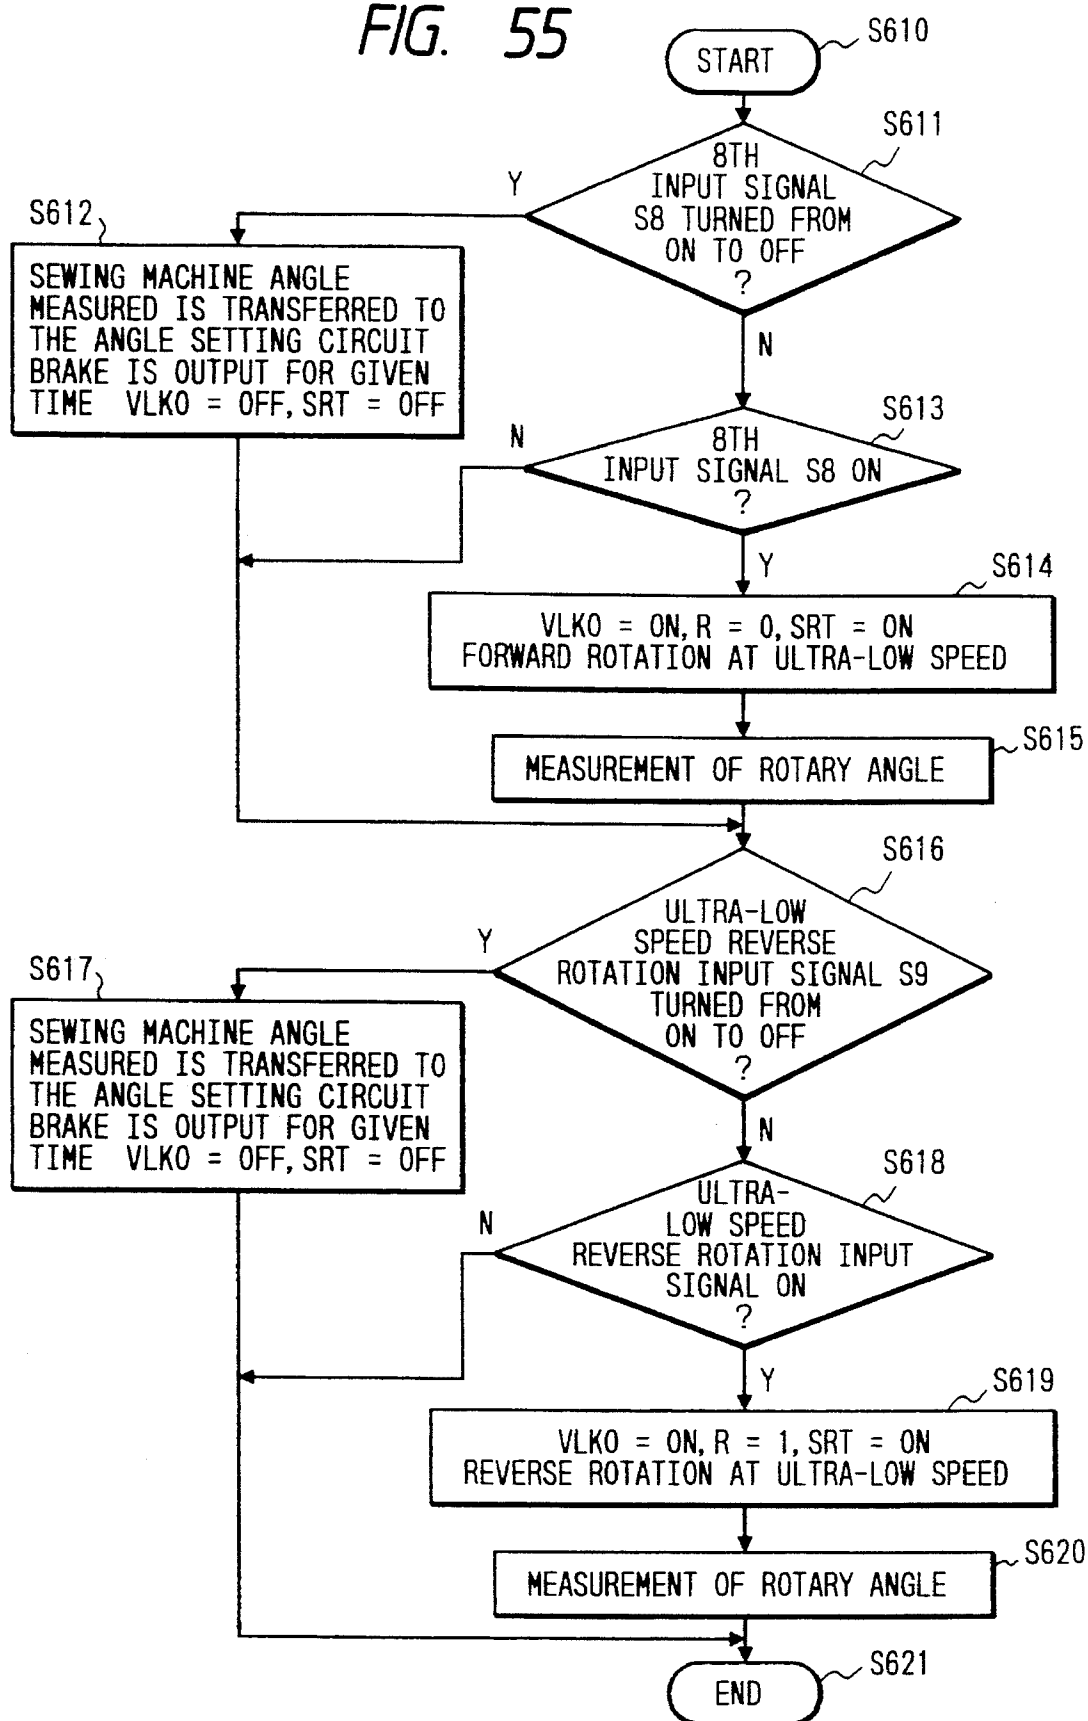 FIG. 55
START
S610
S611
8TH
INPUT SIGNAL
S8 TURNED FROM
ON TO OFF
?
Y
N
S612
SEWING MACHINE ANGLE
MEASURED IS TRANSFERRED TO
THE ANGLE SETTING CIRCUIT
BRAKE IS OUTPUT FOR GIVEN
TIME VLKO = OFF, SRT = OFF
S613
8TH
INPUT SIGNAL S8 ON
?
N
Y
S614
VLKO = ON, R = 0, SRT = ON
FORWARD ROTATION AT ULTRA-LOW SPEED
S615
MEASUREMENT OF ROTARY ANGLE
S616
ULTRA-LOW
SPEED REVERSE
ROTATION INPUT SIGNAL S9
TURNED FROM
ON TO OFF
?
Y
N
S617
SEWING MACHINE ANGLE
MEASURED IS TRANSFERRED TO
THE ANGLE SETTING CIRCUIT
BRAKE IS OUTPUT FOR GIVEN
TIME VLKO = OFF, SRT = OFF
S618
ULTRA-
LOW SPEED
REVERSE ROTATION INPUT
SIGNAL ON
?
N
Y
S619
VLKO = ON, R = 1, SRT = ON
REVERSE ROTATION AT ULTRA-LOW SPEED
S620
MEASUREMENT OF ROTARY ANGLE
S621
END